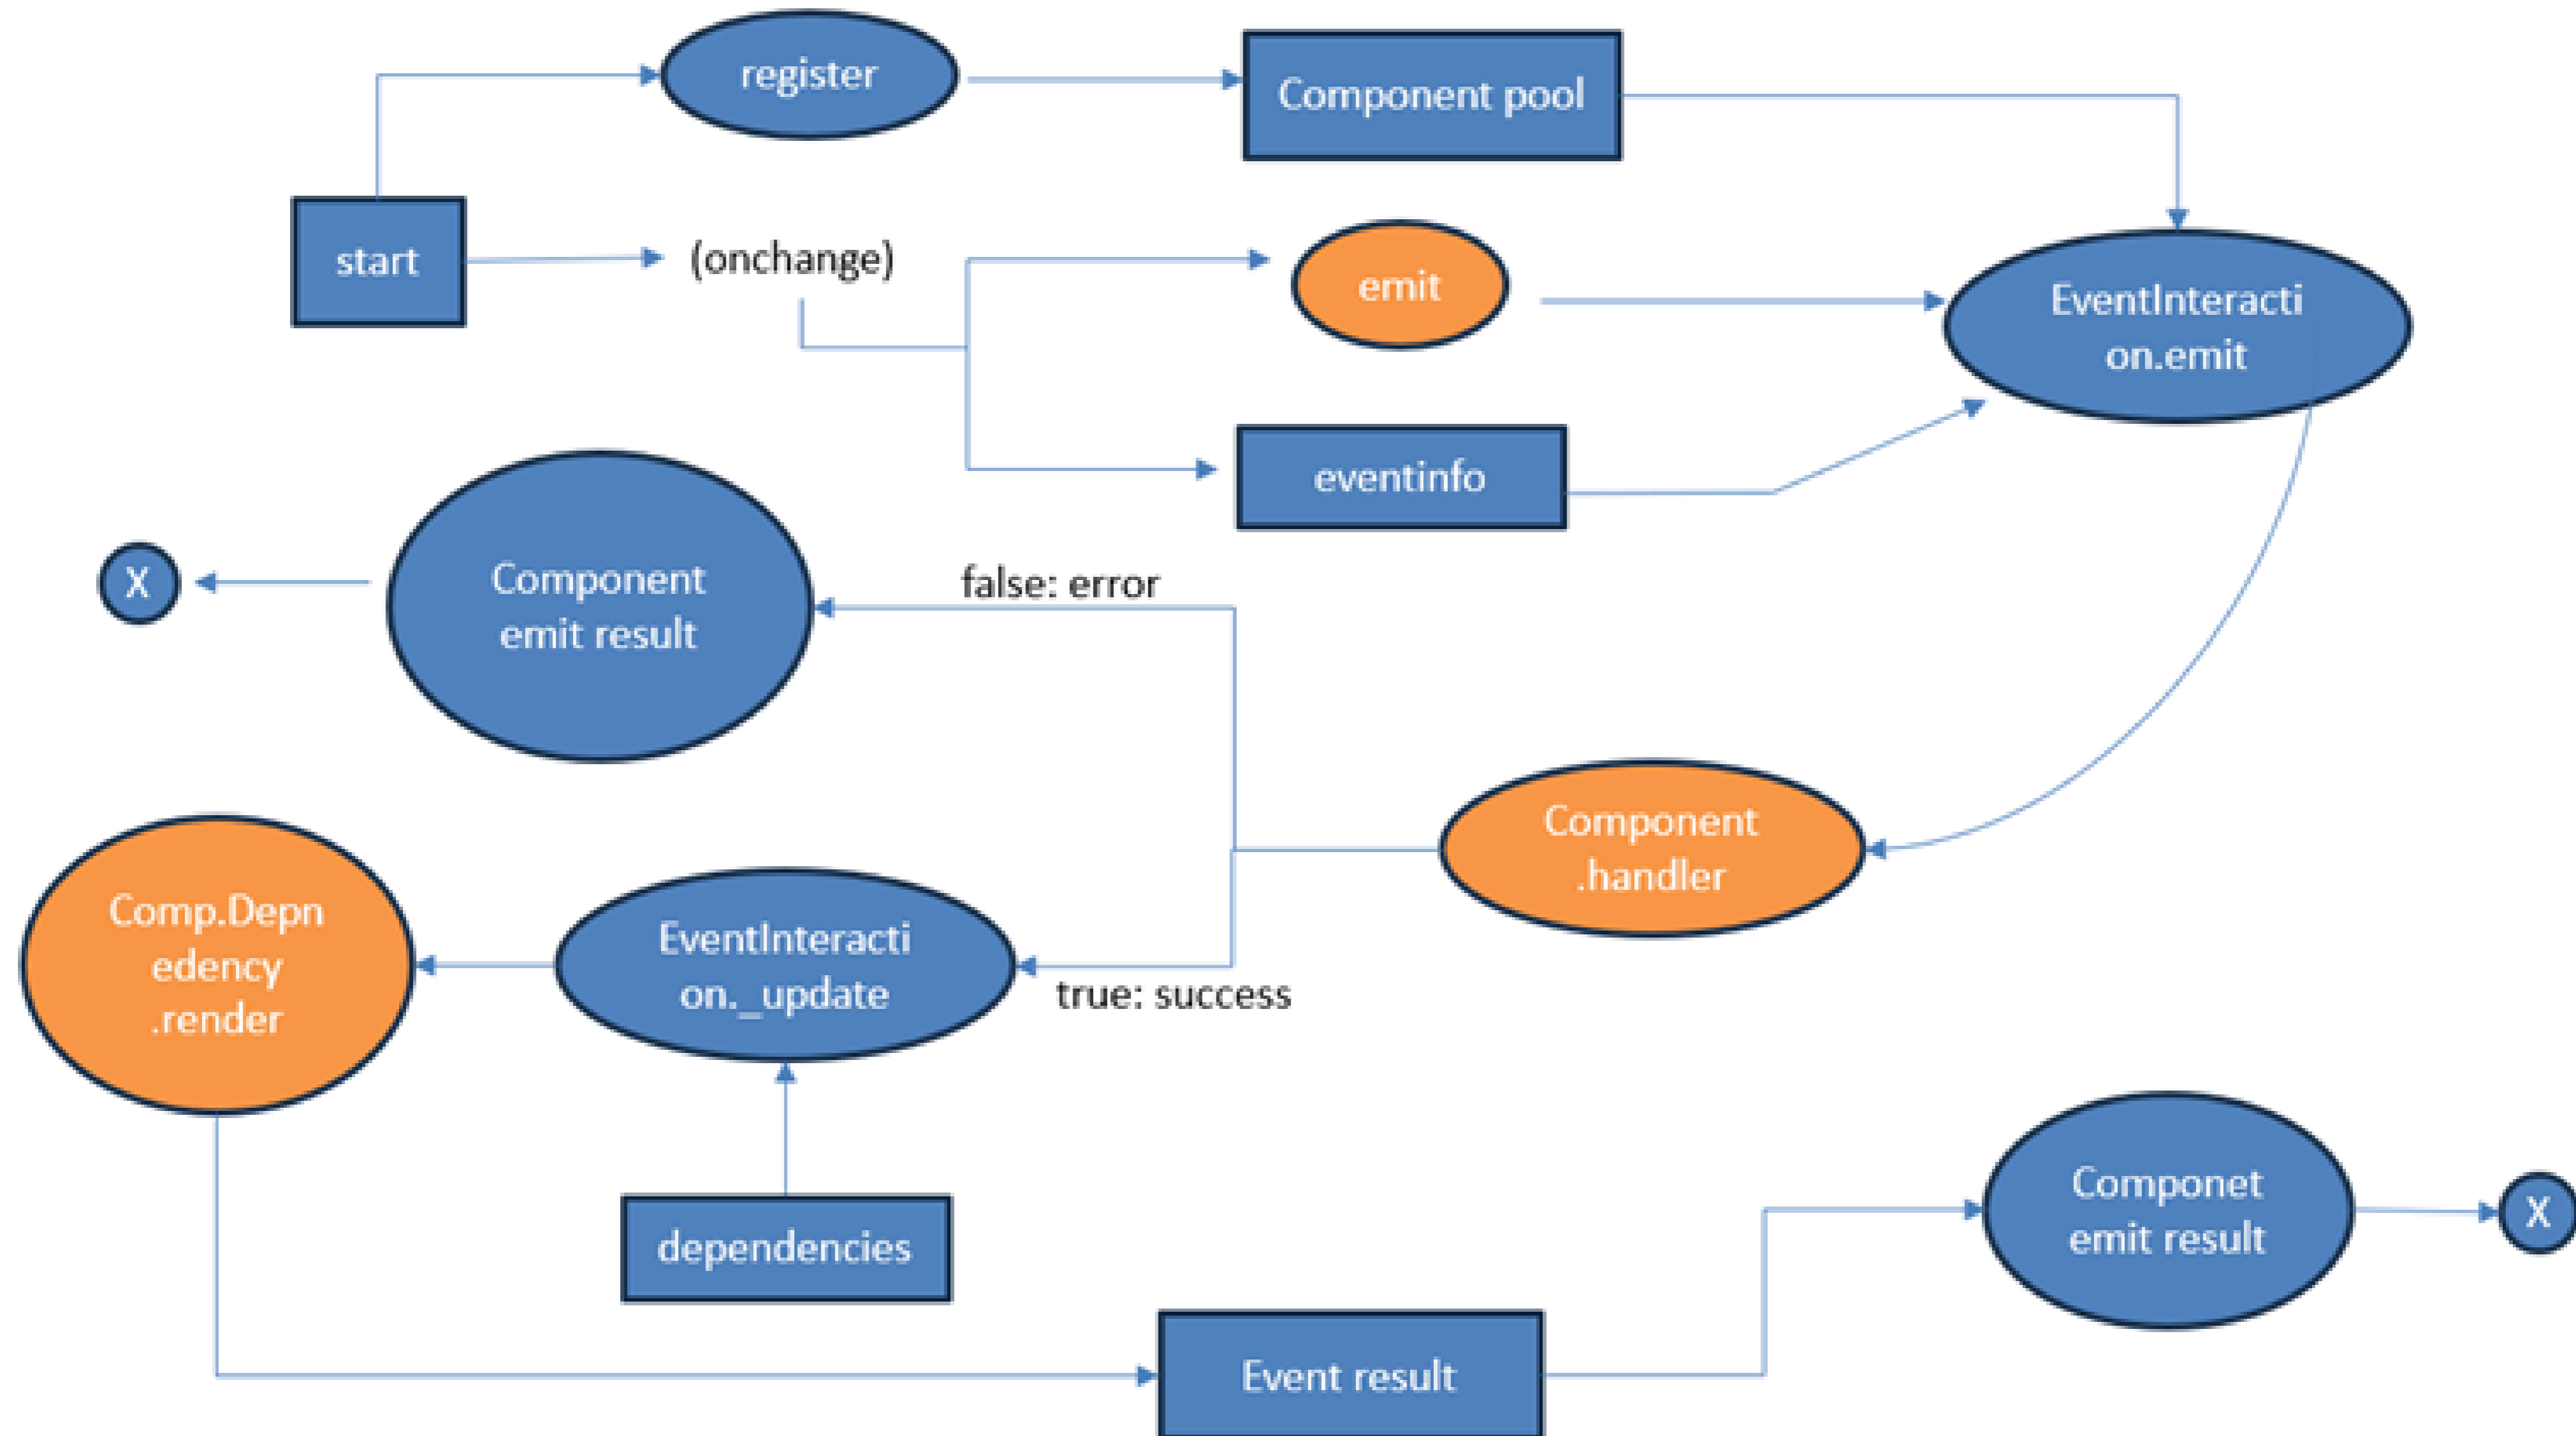 register
Component pool
start
(onchange)
emit
EventInteracti
on.emit
eventinfo
X
Component
emit result
false: error
Component
.handler
Comp.Depn
edency
.render
EventInteracti
on._update
true: success
dependencies
Componet
emit result
X
Event result